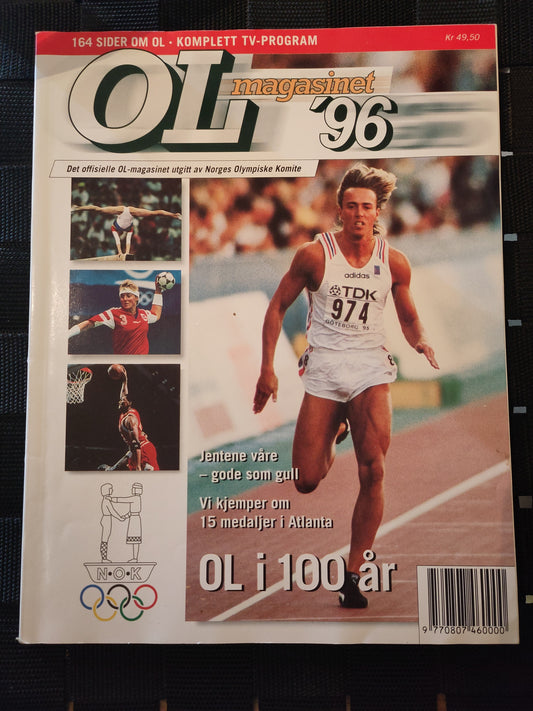 164 SIDER OM OL · KOMPLETT TV-PROGRAM
Kr 49,50
OL
magasinet
'96
Det offisielle OL-magasinet utgitt av Norges Olympiske Komite
adidas
TDK
974
GÖTEBORG 95
3
Jentene våre
– gode som gull
Vi kjemper om
15 medaljer i Atlanta
OL i 100 år
N·O·K
9 770807 460000